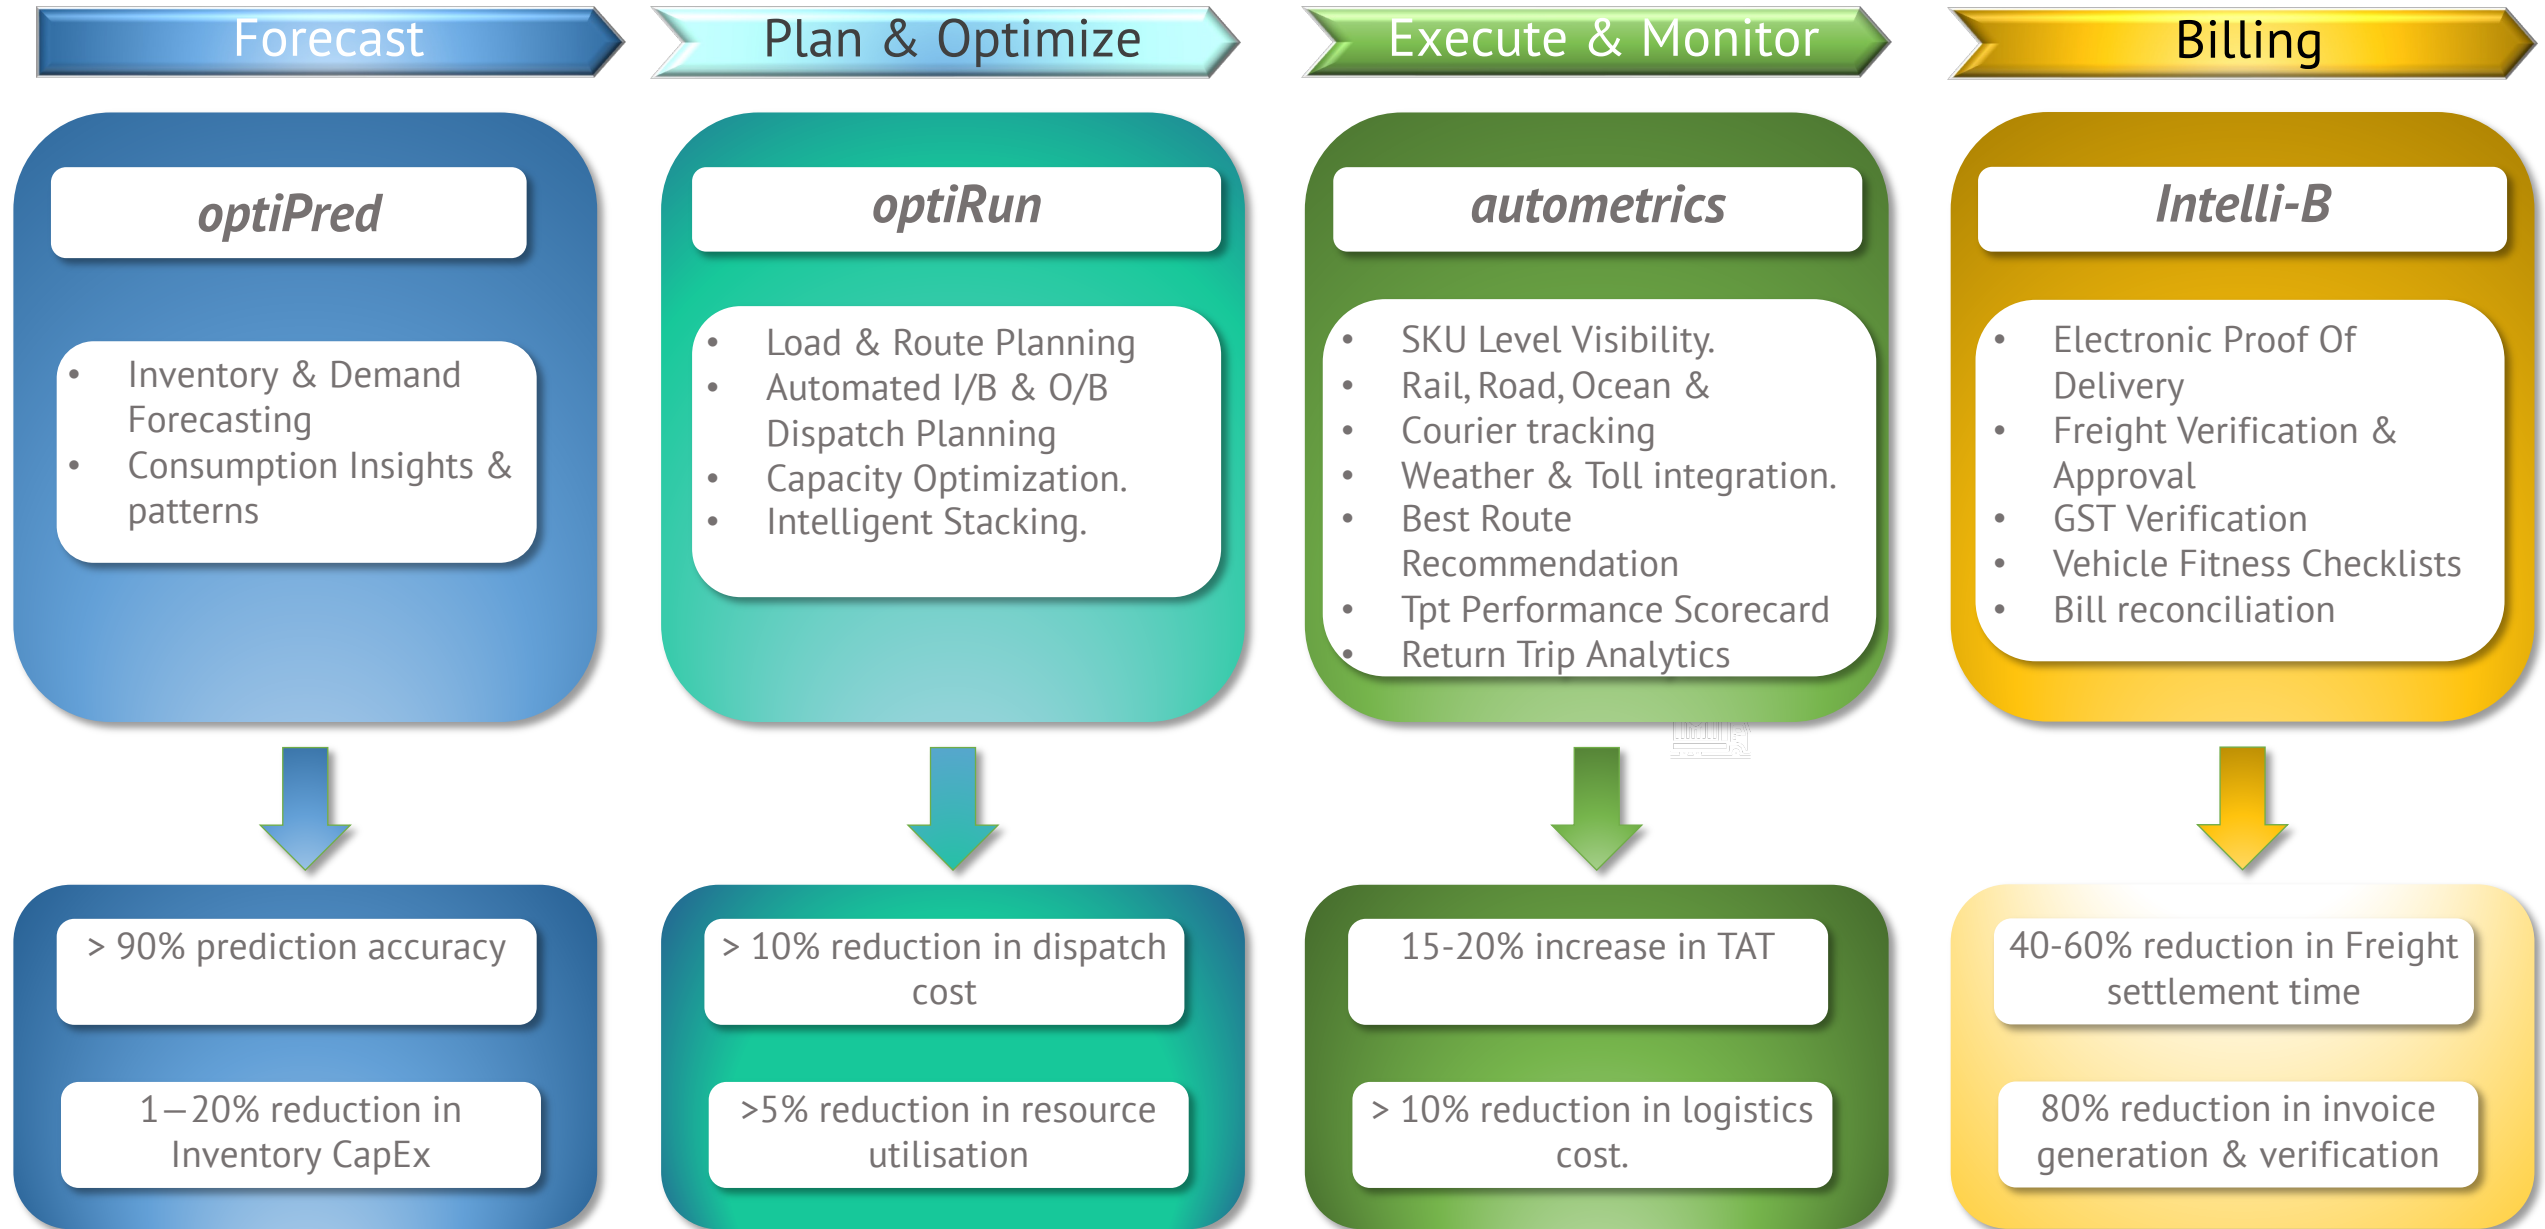 Forecast
Plan & Optimize
Execute & Monitor
Billing
optiPred
• Inventory & Demand
Forecasting
• Consumption Insights &
patterns
optiRun
• Load & Route Planning
• Automated I/B & O/B
Dispatch Planning
• Capacity Optimization.
• Intelligent Stacking.
autometrics
• SKU Level Visibility.
• Rail, Road, Ocean &
• Courier tracking
• Weather & Toll integration.
• Best Route
Recommendation
• Tpt Performance Scorecard
• Return Trip Analytics
Intelli-B
• Electronic Proof Of
Delivery
• Freight Verification &
Approval
• GST Verification
• Vehicle Fitness Checklists
• Bill reconciliation
> 90% prediction accuracy
1—20% reduction in
Inventory CapEx
> 10% reduction in dispatch
cost
>5% reduction in resource
utilisation
15-20% increase in TAT
> 10% reduction in logistics
cost.
40-60% reduction in Freight
settlement time
80% reduction in invoice
generation & verification